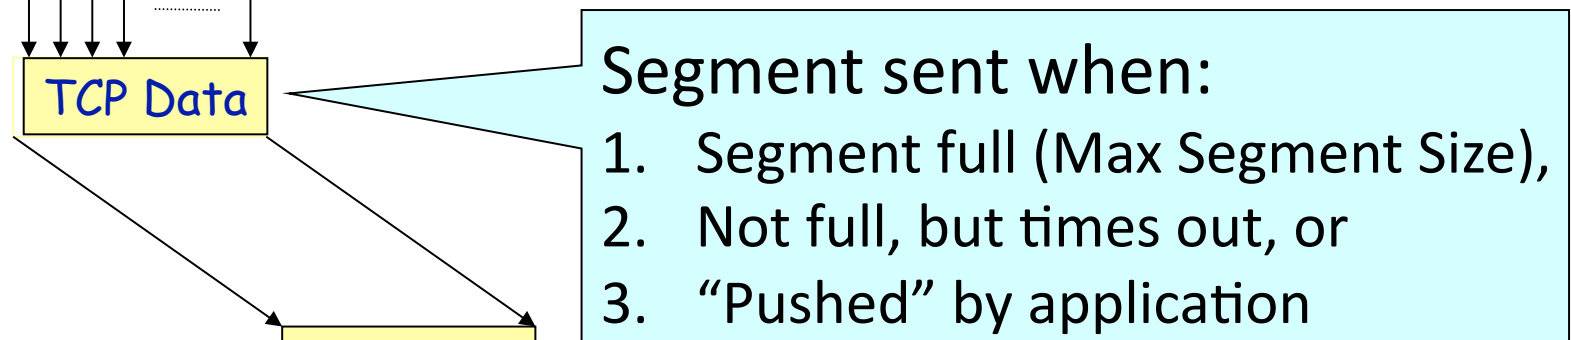 TCP Data
Segment sent when:
1. Segment full (Max Segment Size),
2. Not full, but times out, or
3. “Pushed” by application